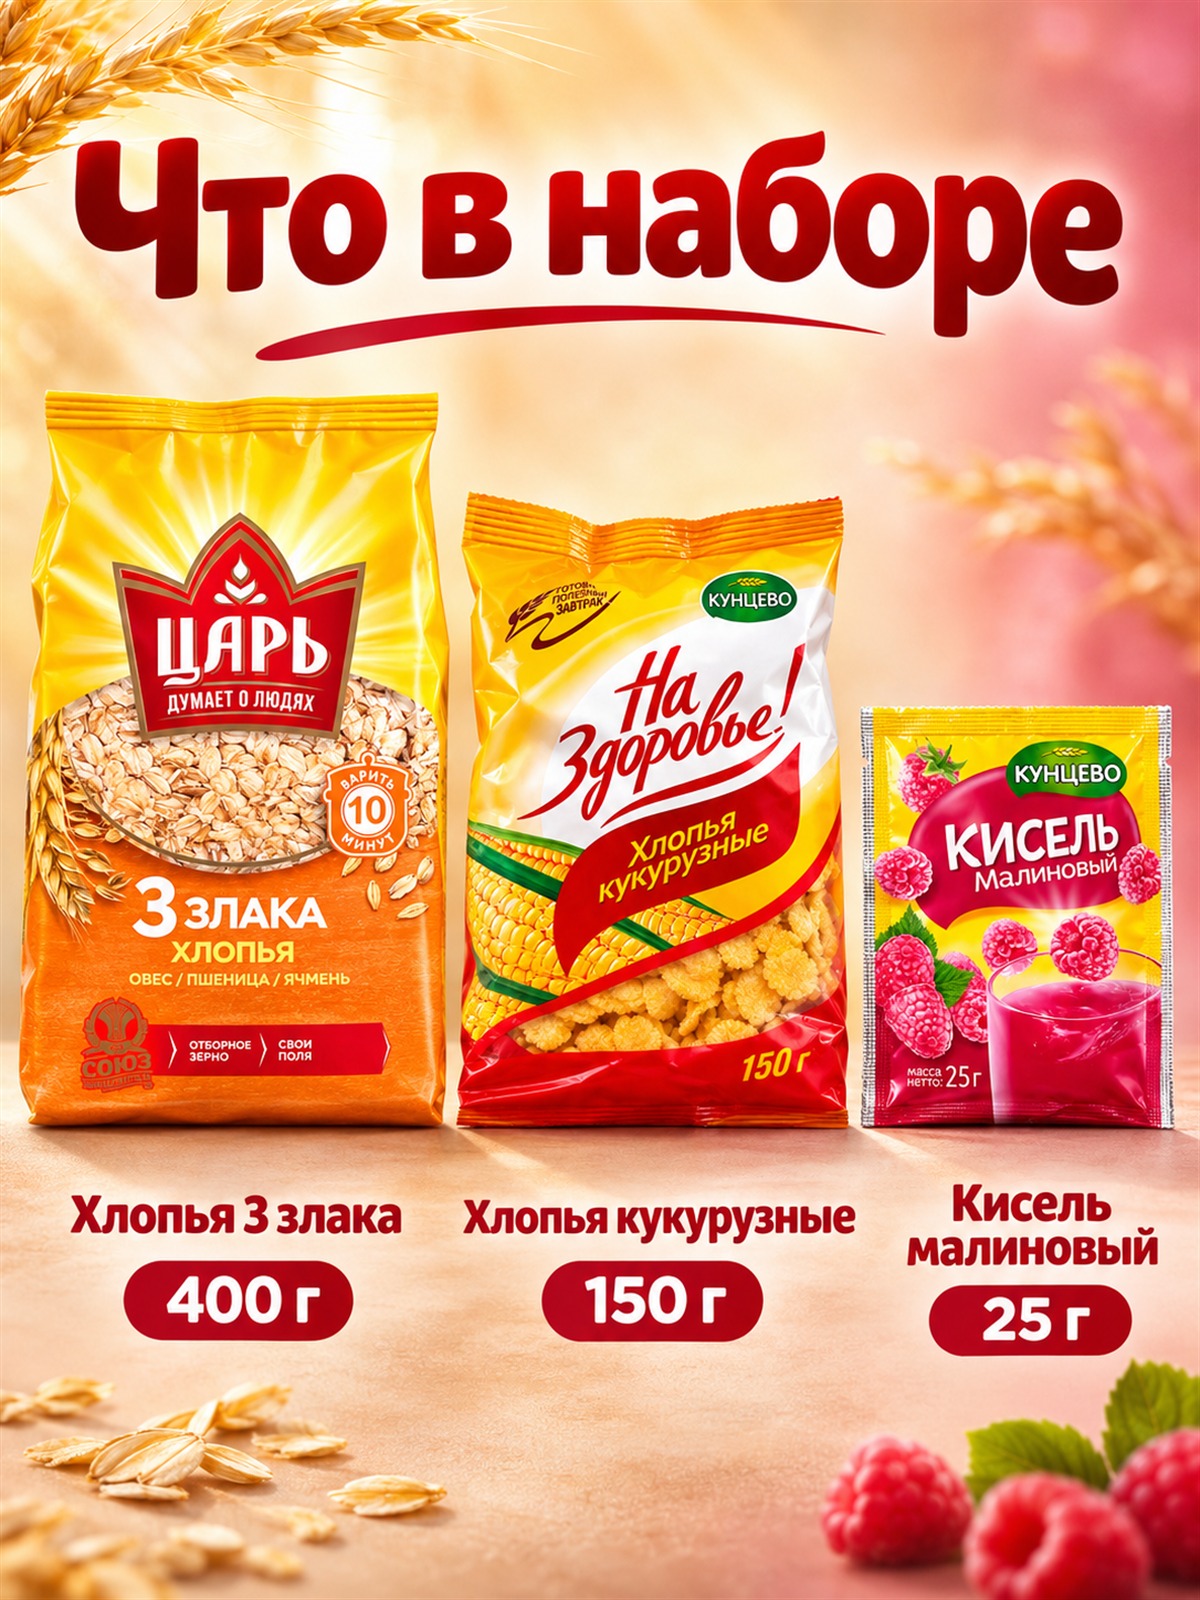 Что в наборе
ЦАРЬ
ДУМАЕТ О ЛЮДЯХ
ВАРИТЬ
10
МИНУТ
3 ЗЛАКА
ХЛОПЬЯ
ОВЕС / ПШЕНИЦА / ЯЧМЕНЬ
СОЮЗ
ОТБОРНОЕ
ЗЕРНО
СВОИ
ПОЛЯ
ПОЛЕЗНЫЙ
ЗАВТРАК
КУНЦЕВО
На
Здоровье!
Хлопья
кукурузные
150 г
КУНЦЕВО
КИСЕЛЬ
Малиновый
масса
нетто: 25 г
Хлопья 3 злака
400 г
Хлопья кукурузные
150 г
Кисель
малиновый
25 г